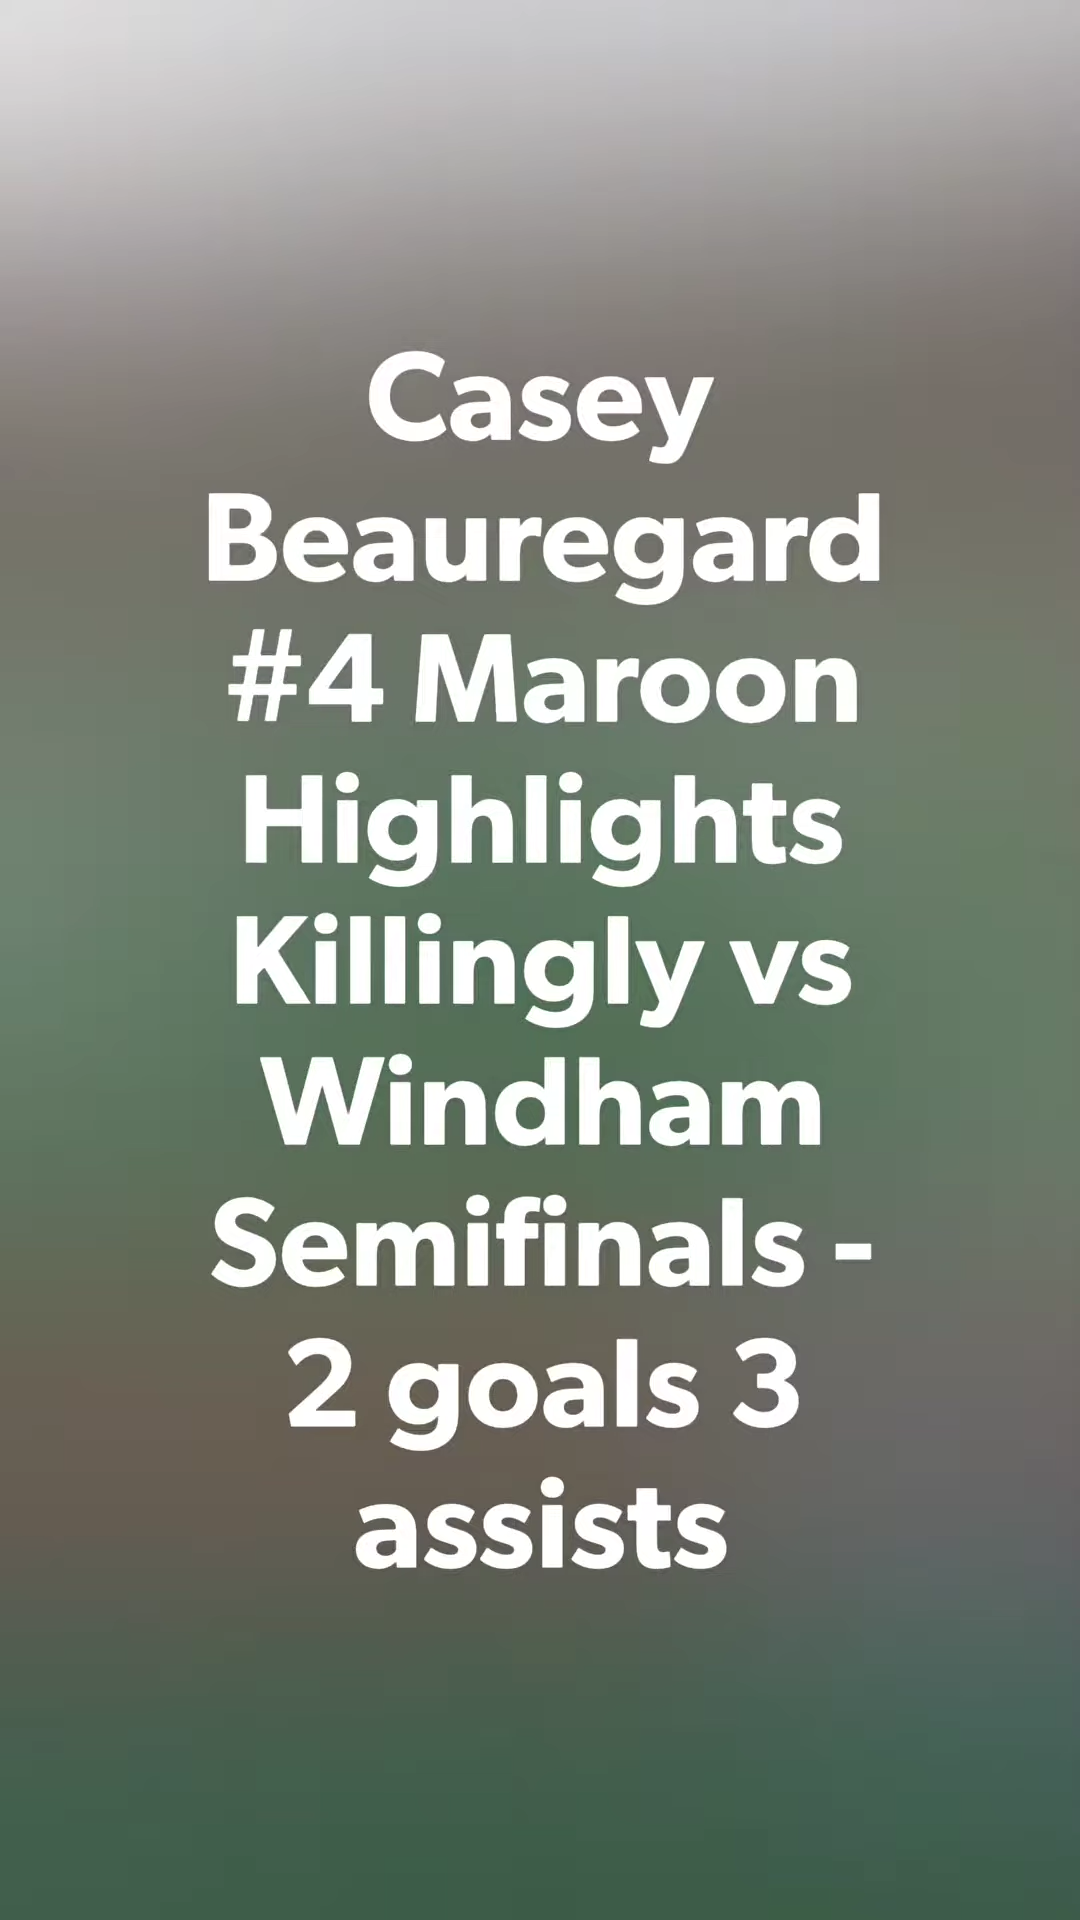 Casey
Beauregard
#4 Maroon
Highlights
Killingly vs
Windham
Semifinals -
2 goals 3
assists